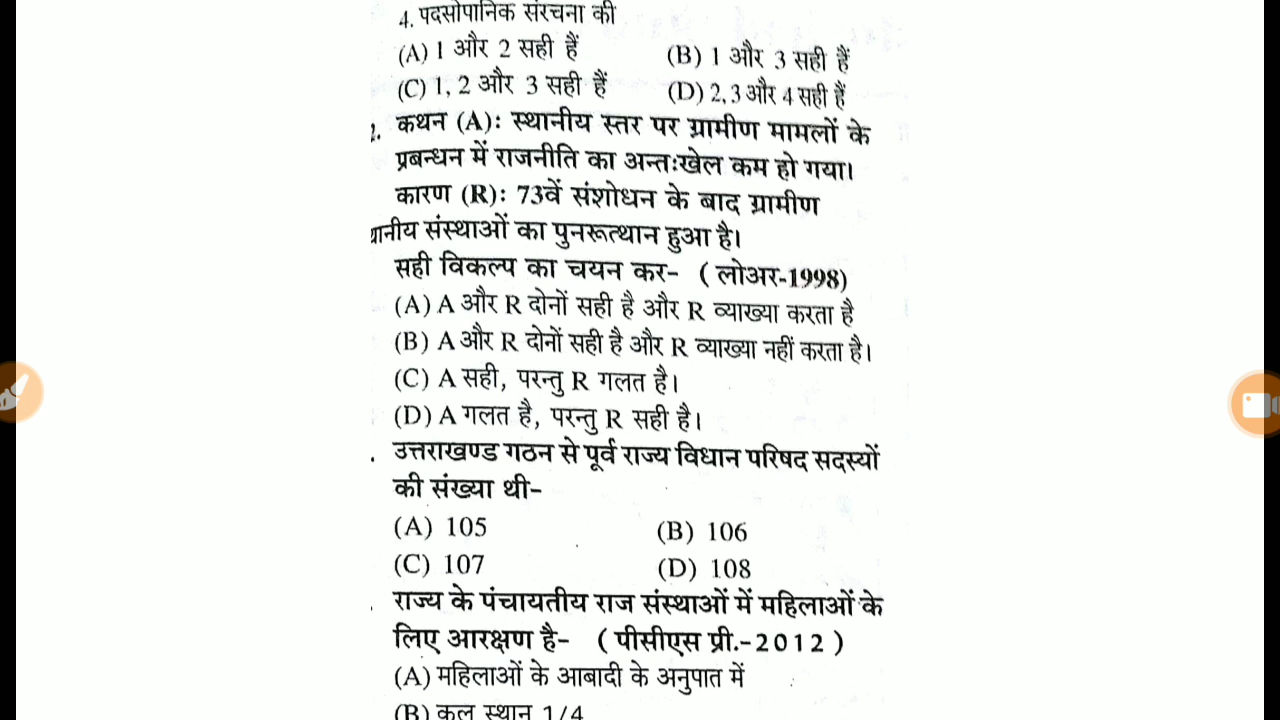 4. पदसोपानिक संरचना की
(A) 1 और 2 सही हैं (B) 1 और 3 सही हैं
(C) 1, 2 और 3 सही हैं (D) 2, 3 और 4 सही हैं
2. कथन (A): स्थानीय स्तर पर ग्रामीण मामलों के
प्रबन्धन में राजनीति का अन्तःखेल कम हो गया।
कारण (R): 73वें संशोधन के बाद ग्रामीण
थानीय संस्थाओं का पुनरूत्थान हुआ है।
सही विकल्प का चयन कर- ( लोअर-1998)
(A) A और R दोनों सही है और R व्याख्या करता है
(B) A और R दोनों सही है और R व्याख्या नहीं करता है।
(C) A सही, परन्तु R गलत है।
(D) A गलत है, परन्तु R सही है।
. उत्तराखण्ड गठन से पूर्व राज्य विधान परिषद सदस्यों
की संख्या थी-
(A) 105 (B) 106
(C) 107 (D) 108
. राज्य के पंचायतीय राज संस्थाओं में महिलाओं के
लिए आरक्षण है- ( पीसीएस प्री.-2012 )
(A) महिलाओं के आबादी के अनुपात में
(B) कुल स्थान 1/4